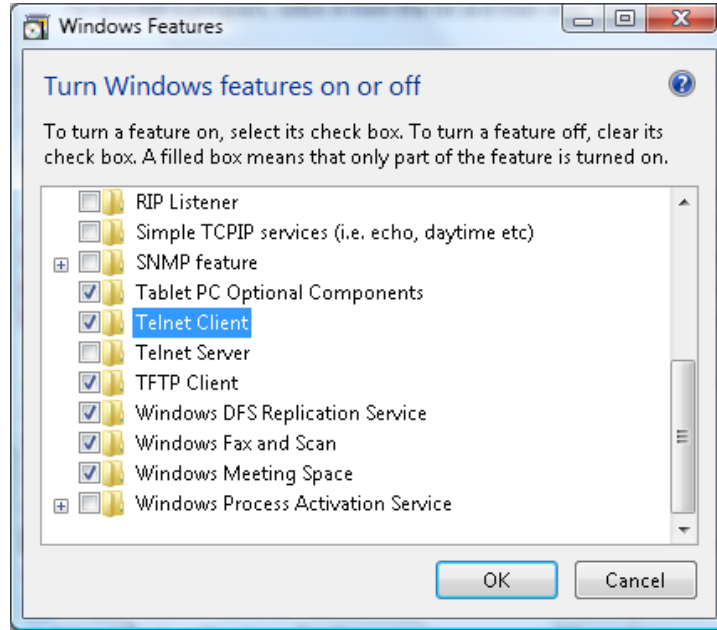 Windows Features
Turn Windows features on or off
To turn a feature on, select its check box. To turn a feature off, clear its
check box. A filled box means that only part of the feature is turned on.
RIP Listener
Simple TCPIP services (i.e. echo, daytime etc)
SNMP feature
Tablet PC Optional Components
Telnet Client
Telnet Server
TFTP Client
Windows DFS Replication Service
Windows Fax and Scan
Windows Meeting Space
Windows Process Activation Service
OK Cancel